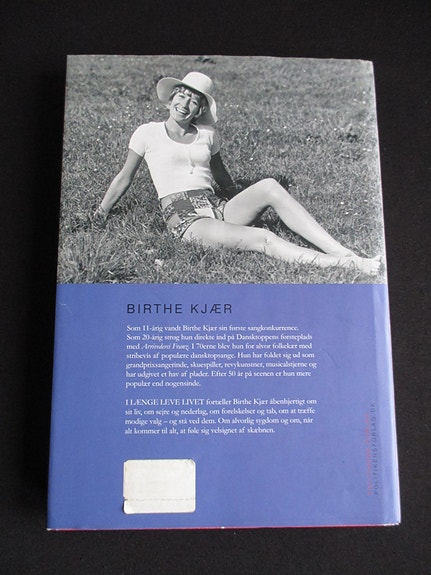 BIRTHE KJÆR
Som 11-årig vandt Birthe Kjær sin første sangkonkurrence.
Som 20-årig strøg hun direkte ind på Dansktoppens førsteplads
med Arrivederci Franz. I 70erne blev hun for alvor folkekær med
stribevis af populære dansktopsange. Hun har foldet sig ud som
grandprixsangerinde, skuespiller, revykunstner, musicalstjerne og
har udgivet et hav af plader. Efter 50 år på scenen er hun mere
populær end nogensinde.
I LÆNGE LEVE LIVET fortæller Birthe Kjær åbenhjertigt om
sit liv, om sejre og nederlag, om forelskelser og tab, om at træffe
modige valg – og stå ved dem. Om alvorlig sygdom og om, når
alt kommer til alt, at føle sig velsignet af skæbnen.
POLITIKENSFORLAG.DK